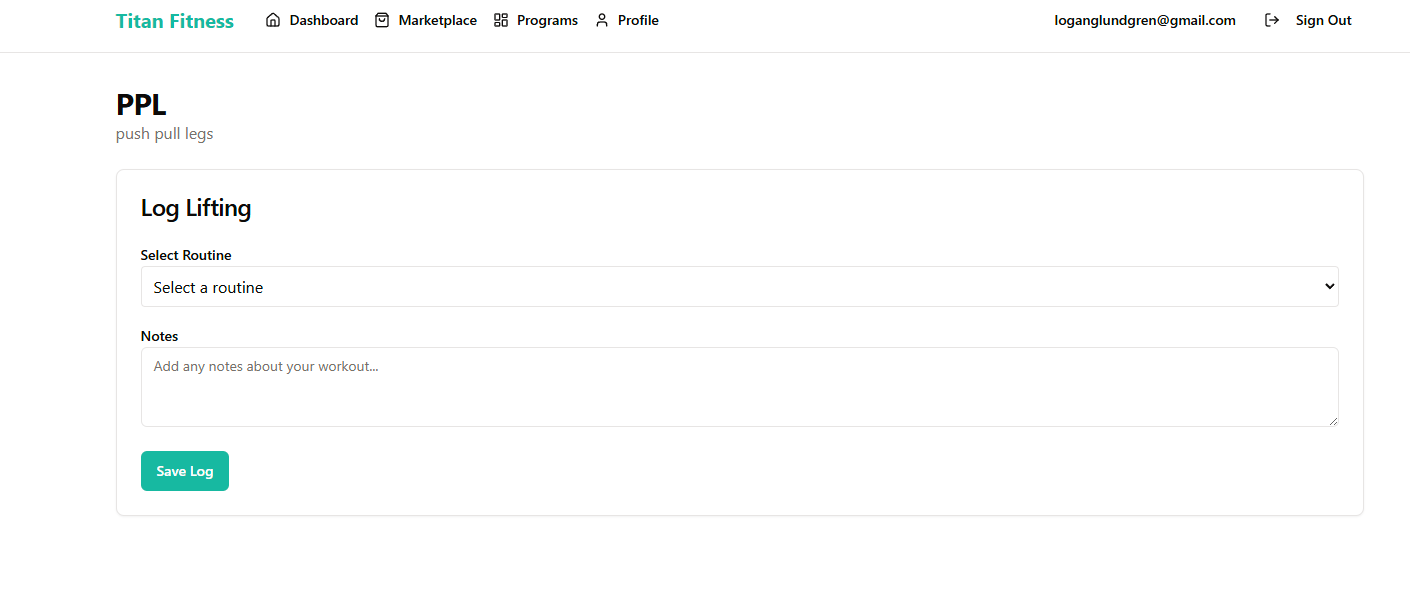 Titan Fitness Dashboard Marketplace Programs Profile loganglundgren@gmail.com Sign Out
PPL
push pull legs
Log Lifting
Select Routine
Select a routine
Notes
Add any notes about your workout...
Save Log